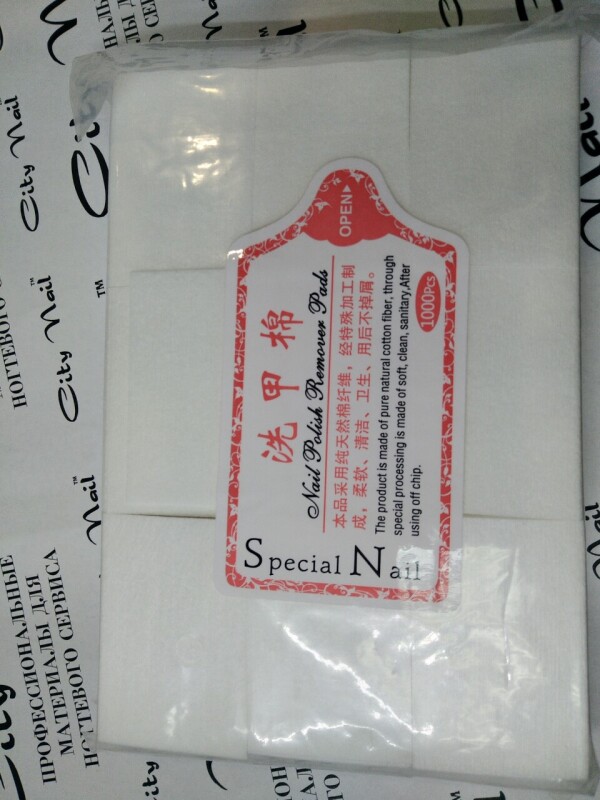 OPEN
洗甲棉
Nail Polish Remover Pads
本品采用纯天然棉纤维，经特殊加工制
成，柔软、清洁、卫生、用后不掉屑。
The product is made of pure natural cotton fiber, through
special processing is made of soft, clean, sanitary,After
using off chip.
1000Pcs
Special Nail
City Nail™
City Nail™
City Nail™
ПРОФЕССИОНАЛЬНЫЕ
МАТЕРИАЛЫ ДЛЯ
НОГТЕВОГО СЕРВИСА
НОГТЕВОГО